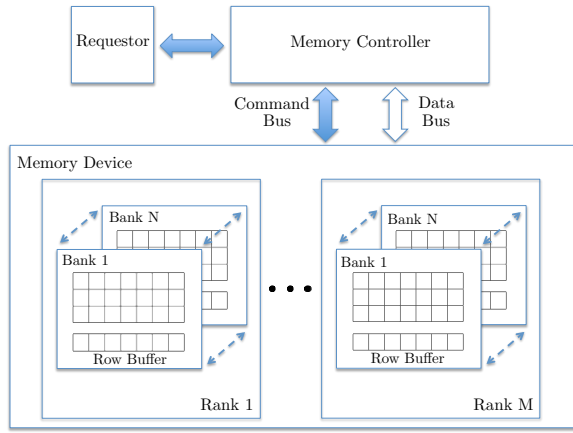 Requestor
Memory Controller
Command
Bus
Data
Bus
Memory Device
Bank N
Bank 1
Row Buffer
Rank 1
Bank N
Bank 1
Row Buffer
Rank M